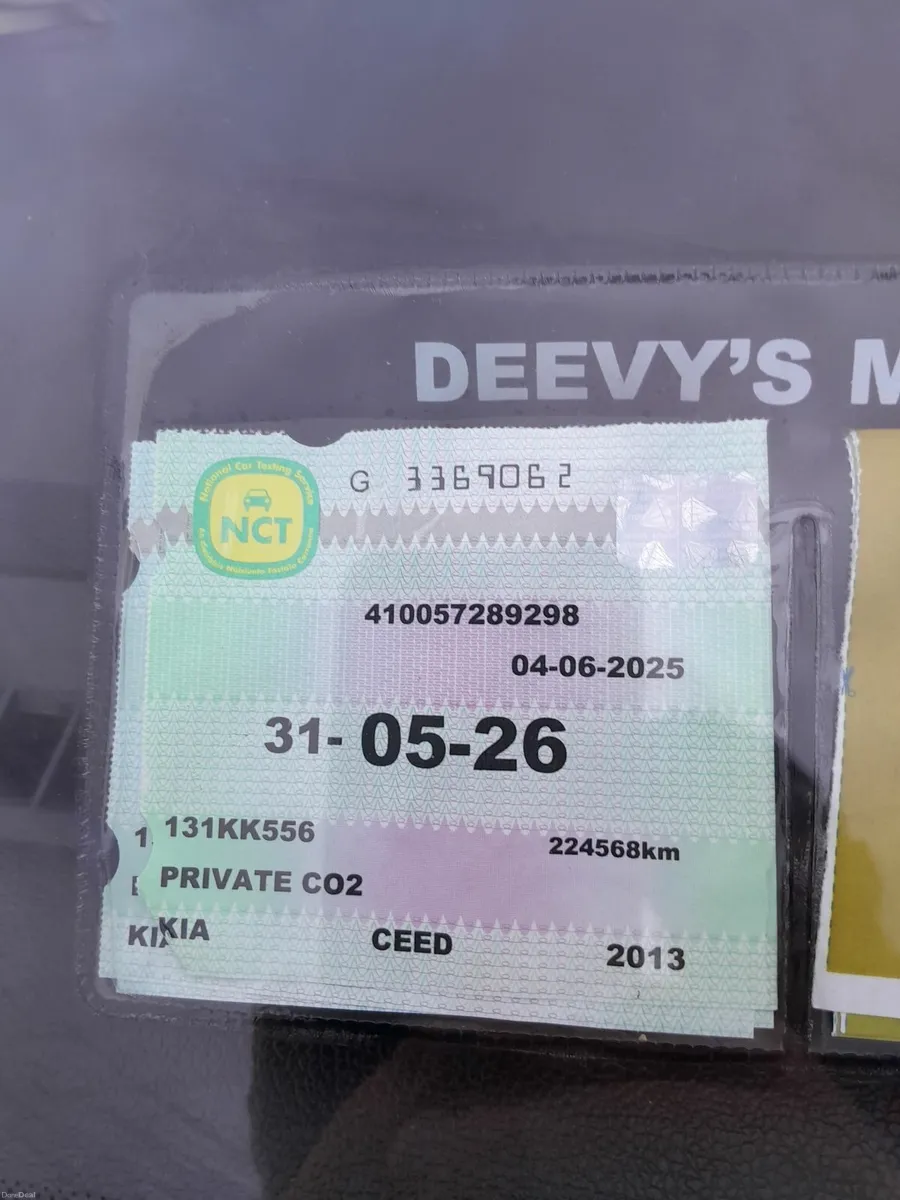 DEEVY'S M
National Car Testing Service
NCT
G 3369062
410057289298
04-06-2025
31-05-26
131KK556
224568km
PRIVATE CO2
KIA
KIA
CEED
2013
DoneDeal